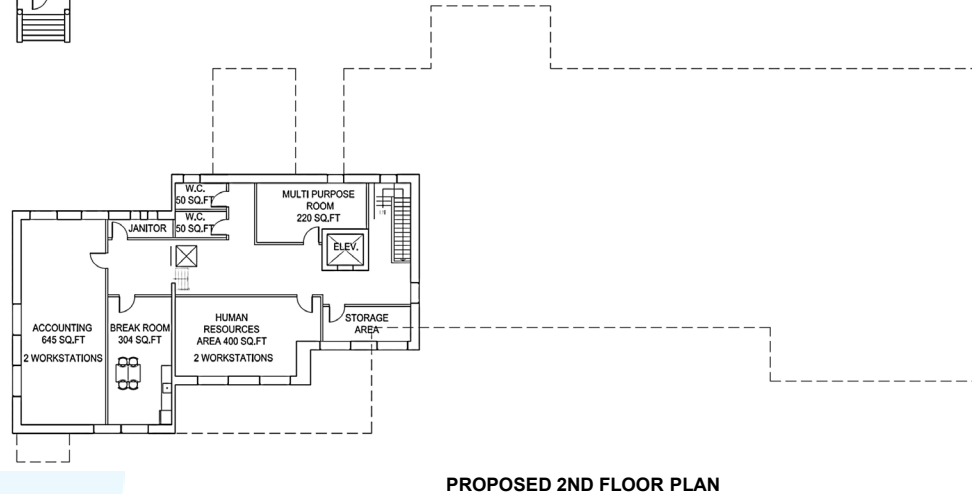 W.C.
50 SQ.FT
W.C.
50 SQ.FT
MULTI PURPOSE
ROOM
220 SQ.FT
JANITOR
ELEV.
ACCOUNTING
645 SQ.FT
2 WORKSTATIONS
BREAK ROOM
304 SQ.FT
HUMAN
RESOURCES
AREA 400 SQ.FT
2 WORKSTATIONS
STORAGE
AREA
PROPOSED 2ND FLOOR PLAN